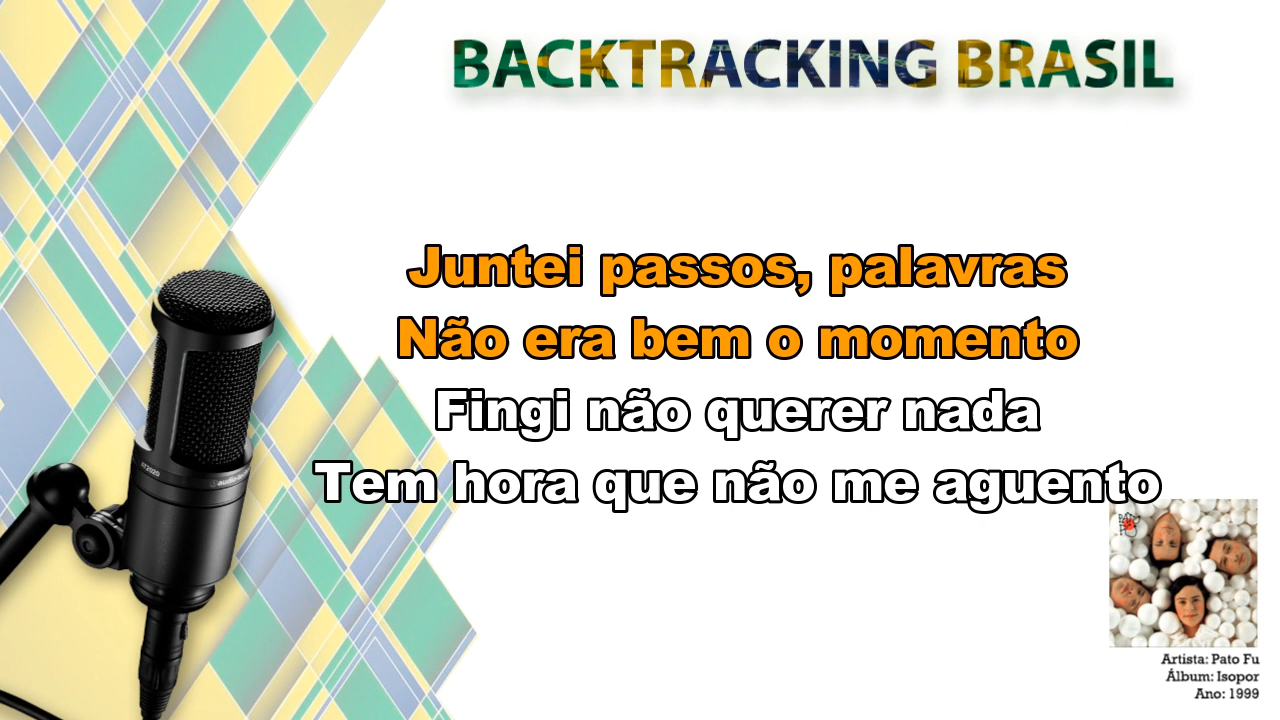 BACKTRACKING BRASIL
Juntei passos, palavras
Não era bem o momento
Fingi não querer nada
Tem hora que não me aguento
AT2020
Artista: Pato Fu
Álbum: Isopor
Ano: 1999